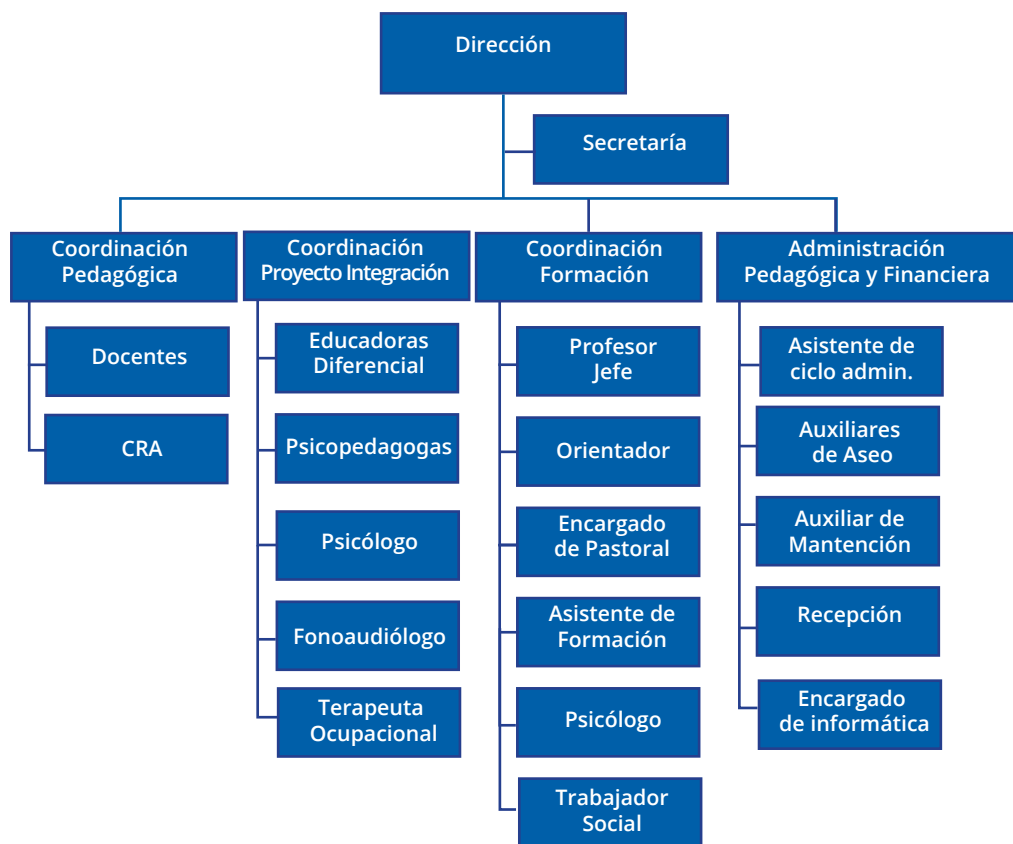 Dirección
Secretaría
Coordinación
Pedagógica
Docentes
CRA
Coordinación
Proyecto Integración
Educadoras
Diferencial
Psicopedagogas
Psicólogo
Fonoaudiólogo
Terapeuta
Ocupacional
Coordinación
Formación
Profesor
Jefe
Orientador
Encargado
de Pastoral
Asistente de
Formación
Psicólogo
Trabajador
Social
Administración
Pedagógica y Financiera
Asistente de
ciclo admin.
Auxiliares
de Aseo
Auxiliar de
Mantención
Recepción
Encargado
de informática